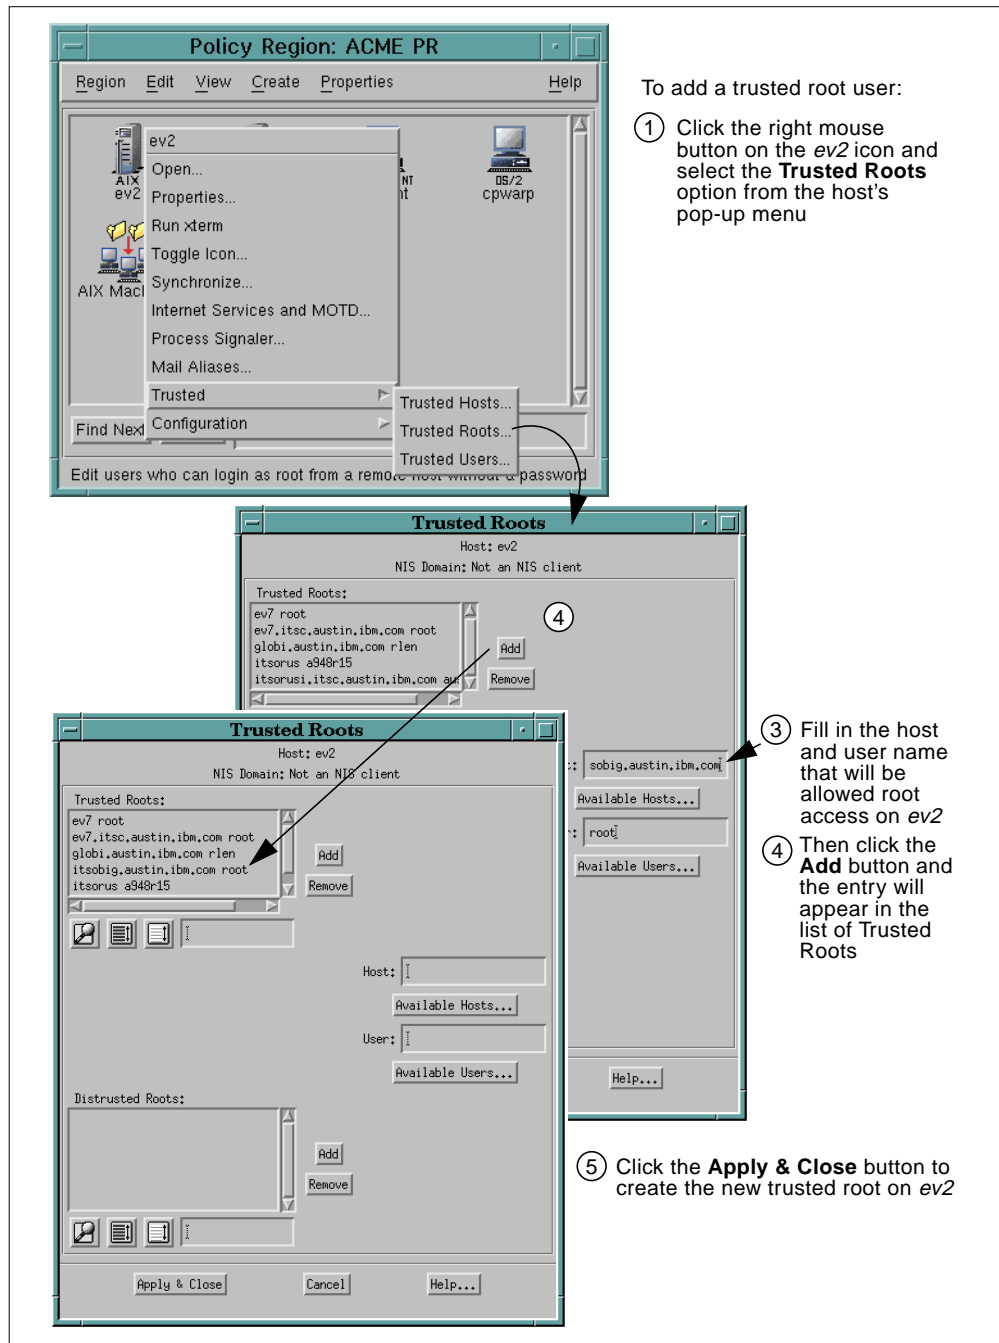 Policy Region: ACME PR
Region Edit View Create Properties Help
To add a trusted root user:
1 Click the right mouse
button on the ev2 icon and
select the Trusted Roots
option from the host's
pop-up menu
AIX
ev2
NT
OS/2
cpwarp
AIX Mac
ev2
Open...
Properties...
Run xterm
Toggle Icon...
Synchronize...
Internet Services and MOTD...
Process Signaler...
Mail Aliases...
Trusted
Configuration
Trusted Hosts...
Trusted Roots...
Trusted Users...
Find Next
Edit users who can login as root from a remote host without a password
Trusted Roots
Host: ev2
NIS Domain: Not an NIS client
Trusted Roots:
ev7 root
ev7.itsc.austin.ibm.com root
globi.austin.ibm.com rlen
itsorus a948r15
itsorusi.itsc.austin.ibm.com au
4
Add
Remove
sobig.austin.ibm.com
Available Hosts...
root
Available Users...
Help...
3 Fill in the host
and user name
that will be
allowed root
access on ev2
4 Then click the
Add button and
the entry will
appear in the
list of Trusted
Roots
Trusted Roots
Host: ev2
NIS Domain: Not an NIS client
Trusted Roots:
ev7 root
ev7.itsc.austin.ibm.com root
globi.austin.ibm.com rlen
itsobig.austin.ibm.com root
itsorus a948r15
Add
Remove
Host:
Available Hosts...
User:
Available Users...
Distrusted Roots:
Add
Remove
Apply & Close Cancel Help...
5 Click the Apply & Close button to
create the new trusted root on ev2